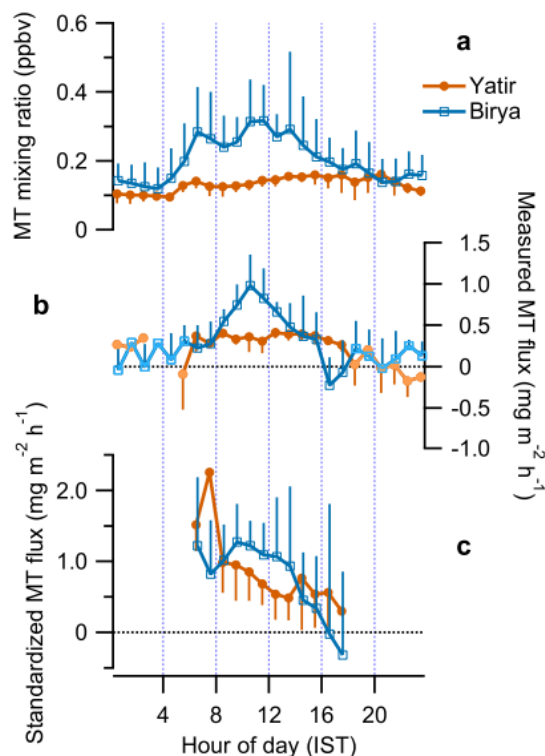 a
Yatir
Birya
MT mixing ratio (ppbv)
0.6
0.4
0.2
0
b
Measured MT flux (mg m⁻² h⁻¹)
1.5
1.0
0.5
0
-0.5
-1.0
c
Standardized MT flux (mg m⁻² h⁻¹)
2.0
1.0
0
4 8 12 16 20
Hour of day (IST)